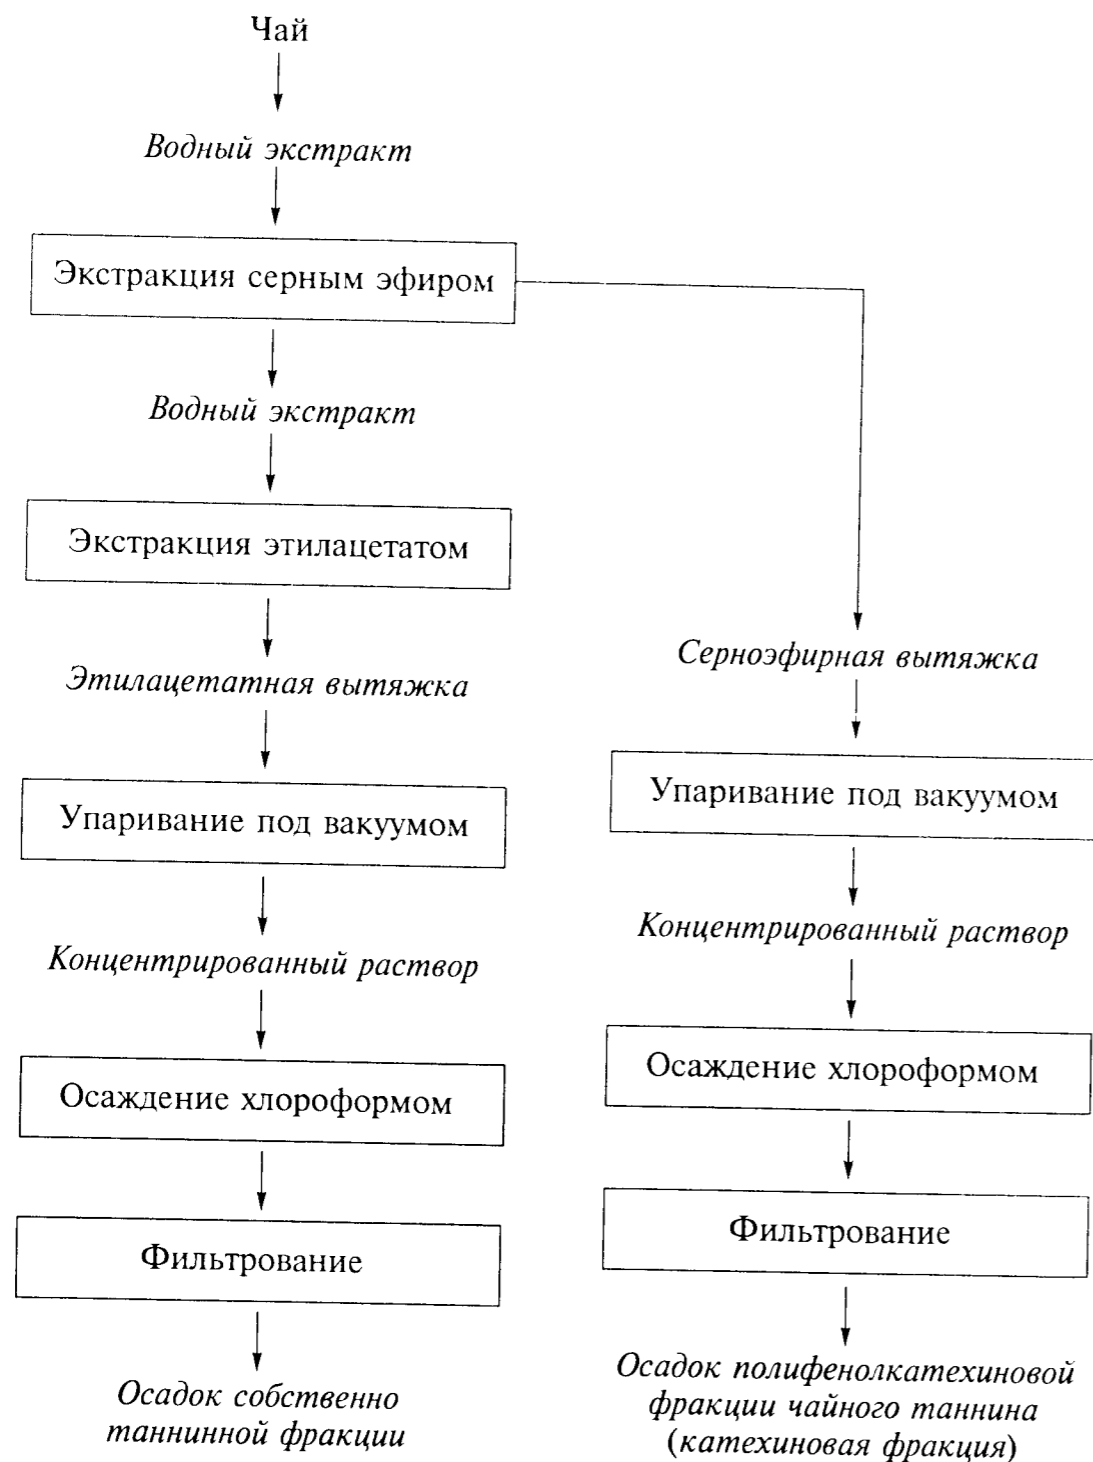 Чай
Водный экстракт
Экстракция серным эфиром
Водный экстракт
Экстракция этилацетатом
Этилацетатная вытяжка
Упаривание под вакуумом
Концентрированный раствор
Осаждение хлороформом
Фильтрование
Осадок собственно
таннинной фракции
Серноэфирная вытяжка
Упаривание под вакуумом
Концентрированный раствор
Осаждение хлороформом
Фильтрование
Осадок полифенолкатехиновой
фракции чайного таннина
(катехиновая фракция)